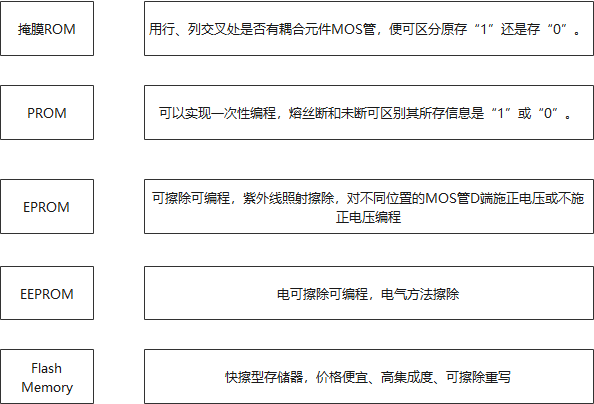 掩膜ROM
用行、列交叉处是否有耦合元件MOS管，便可区分原存“1”还是存“0”。
PROM
可以实现一次性编程，熔丝断和未断可区别其所存信息是“1”或“0”。
EPROM
可擦除可编程，紫外线照射擦除，对不同位置的MOS管D端施正电压或不施
正电压编程
EEPROM
电可擦除可编程，电气方法擦除
Flash
Memory
快擦型存储器，价格便宜、高集成度、可擦除重写